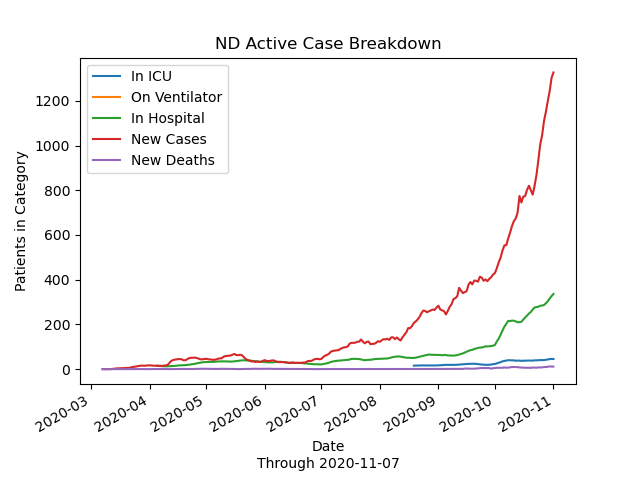 ND Active Case Breakdown
In ICU
On Ventilator
In Hospital
New Cases
New Deaths
Patients in Category
1200
1000
800
600
400
200
0
2020-03
2020-04
2020-05
2020-06
2020-07
2020-08
2020-09
2020-10
2020-11
Date
Through 2020-11-07